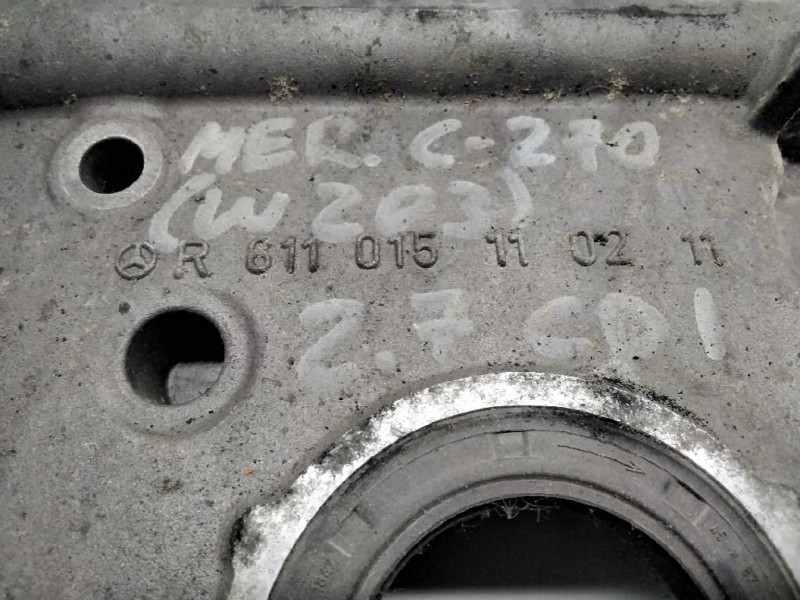 MER. C-270
(W203)
R 611 015 11 02 11
2.7 CDI